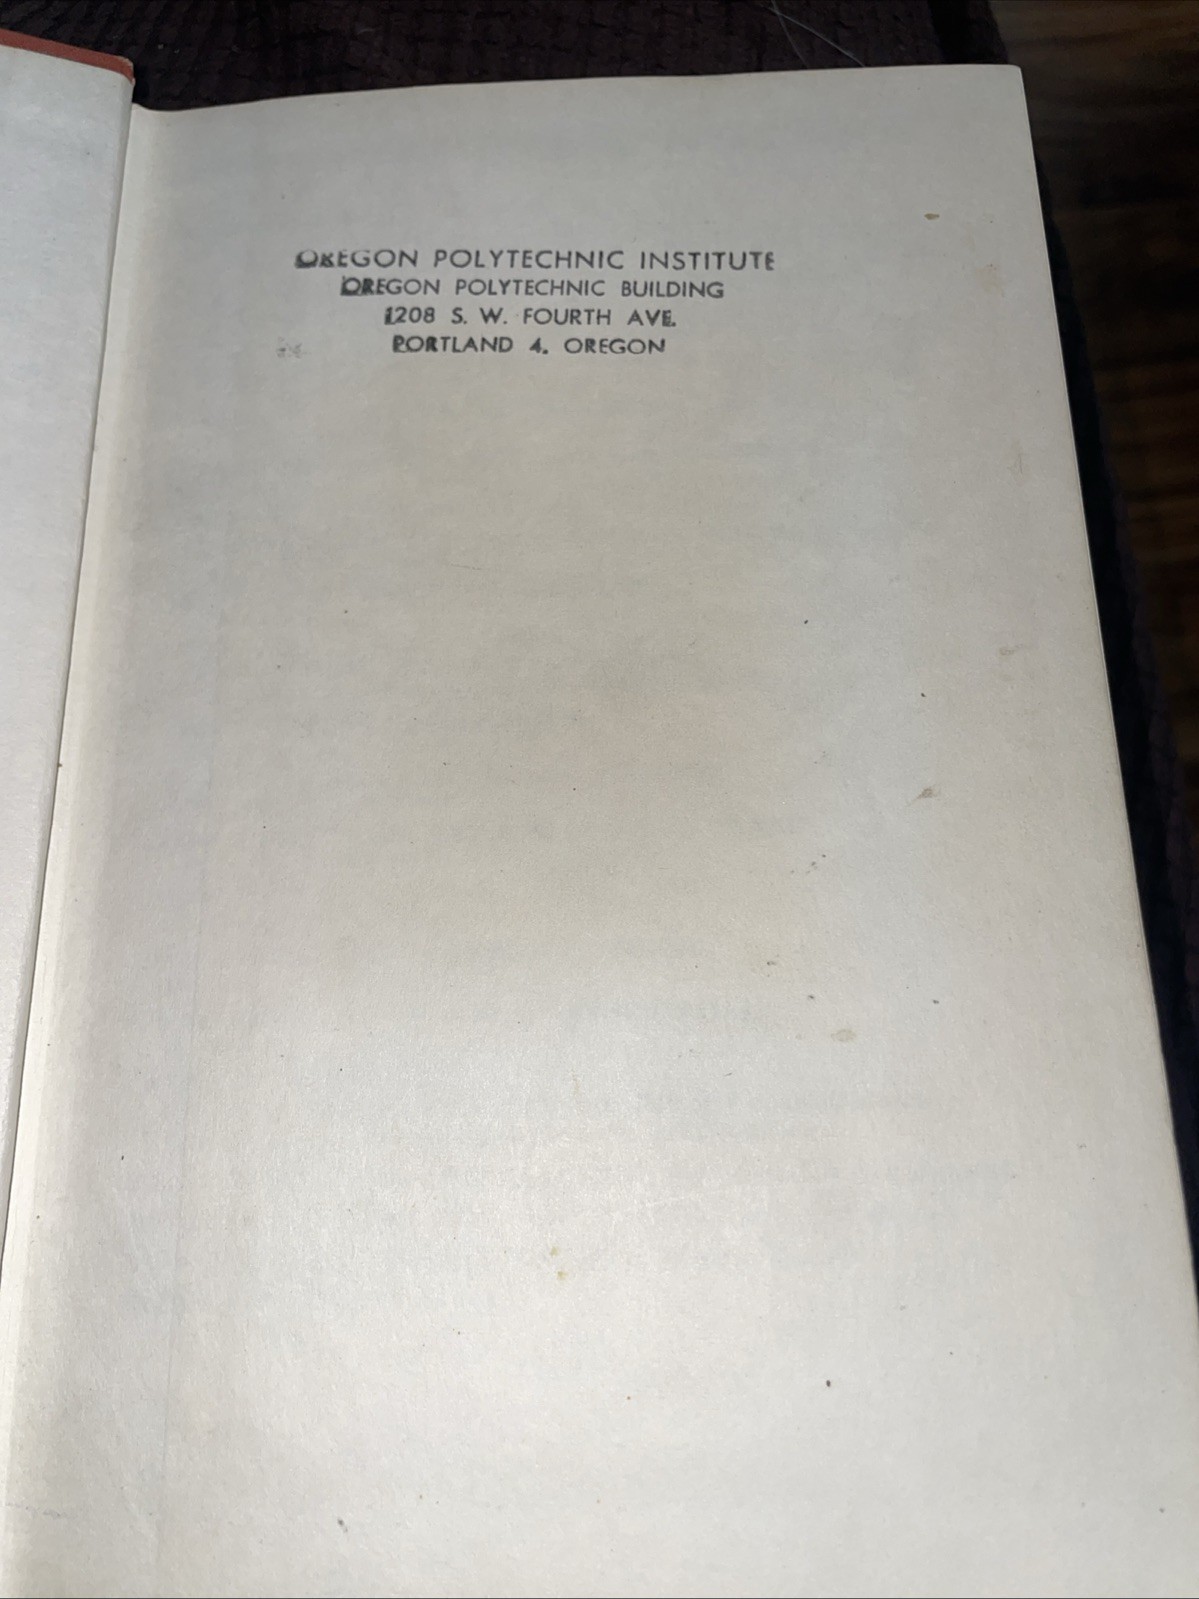 OREGON POLYTECHNIC INSTITUTE
OREGON POLYTECHNIC BUILDING
1208 S. W. FOURTH AVE.
PORTLAND 4. OREGON